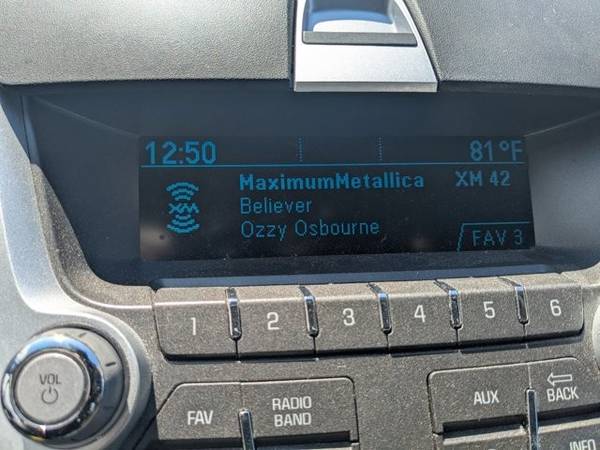 12:50 81°F
MaximumMetallica XM 42
XM
Believer
Ozzy Osbourne
FAV 3
1 2 3 4 5 6
VOL
FAV
RADIO
BAND
AUX
BACK
INFO